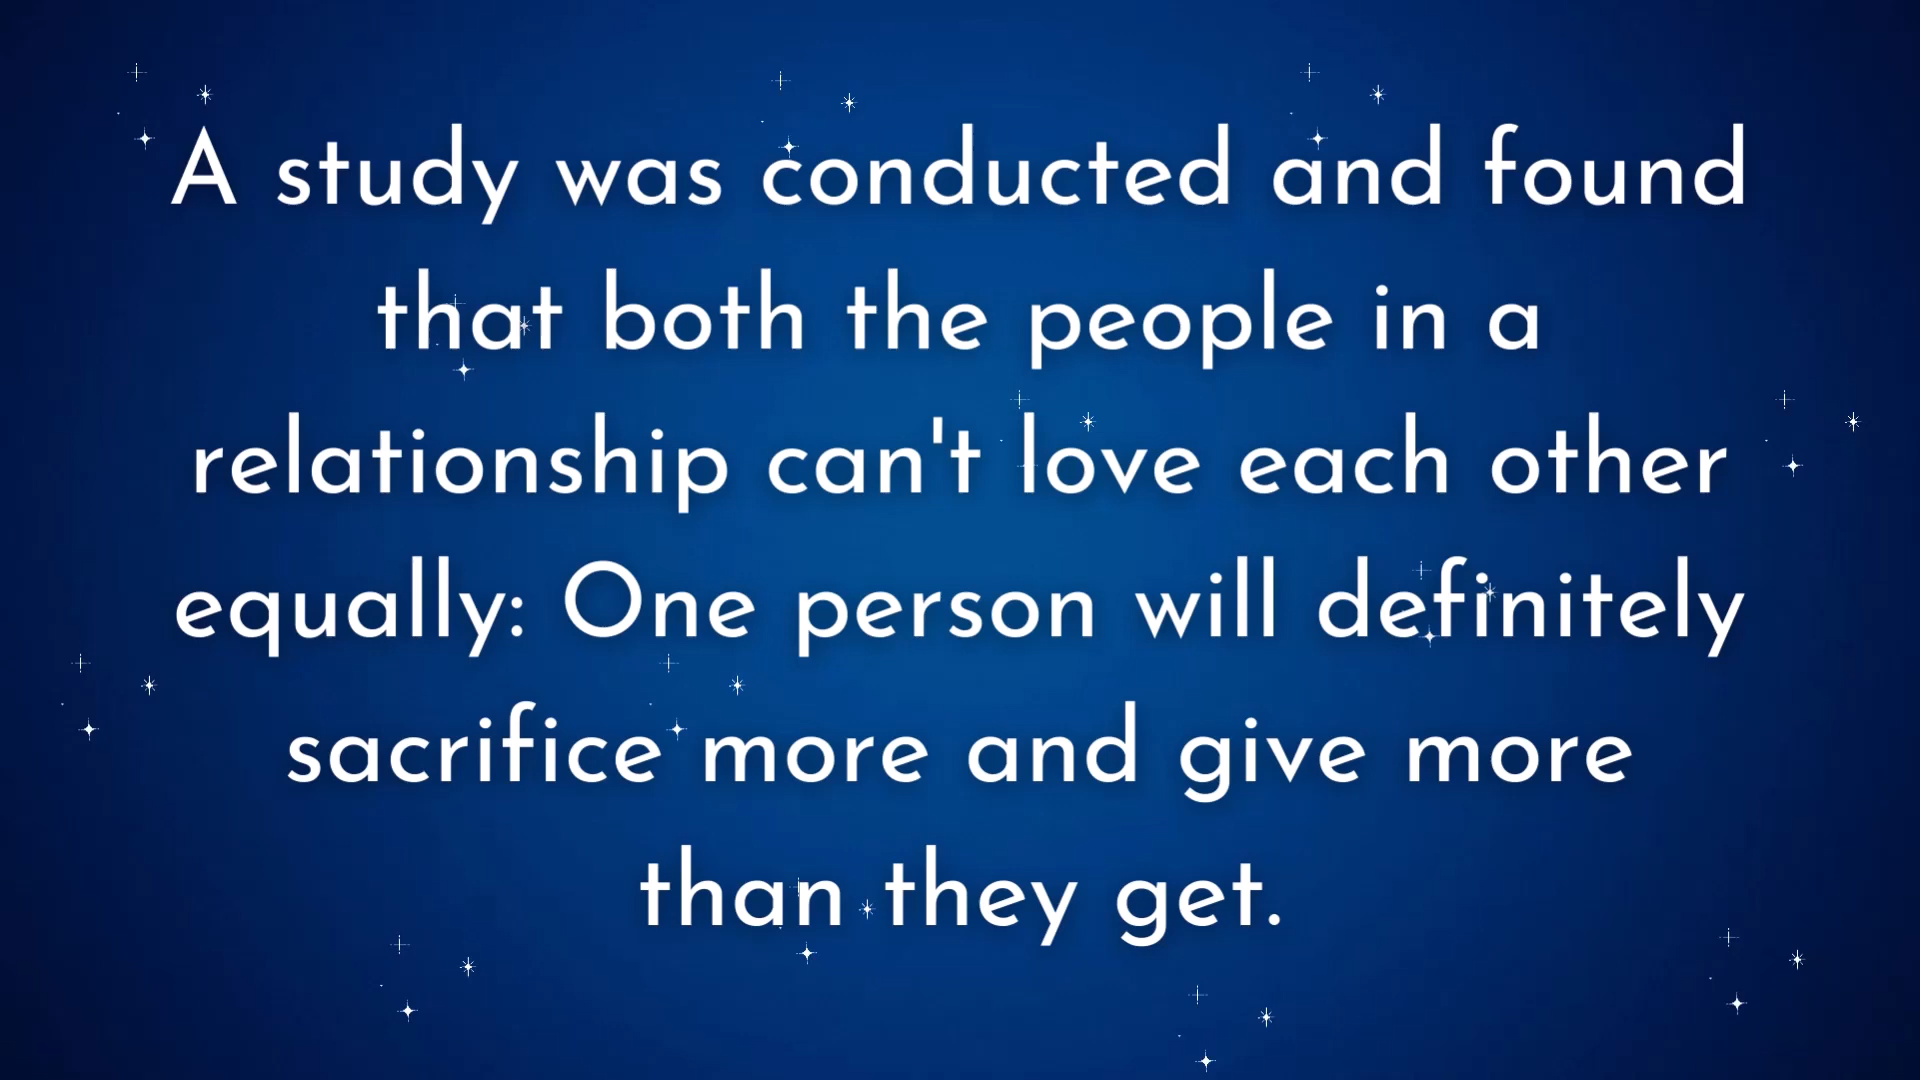 A study was conducted and found
that both the people in a
relationship can't love each other
equally: One person will definitely
sacrifice more and give more
than they get.